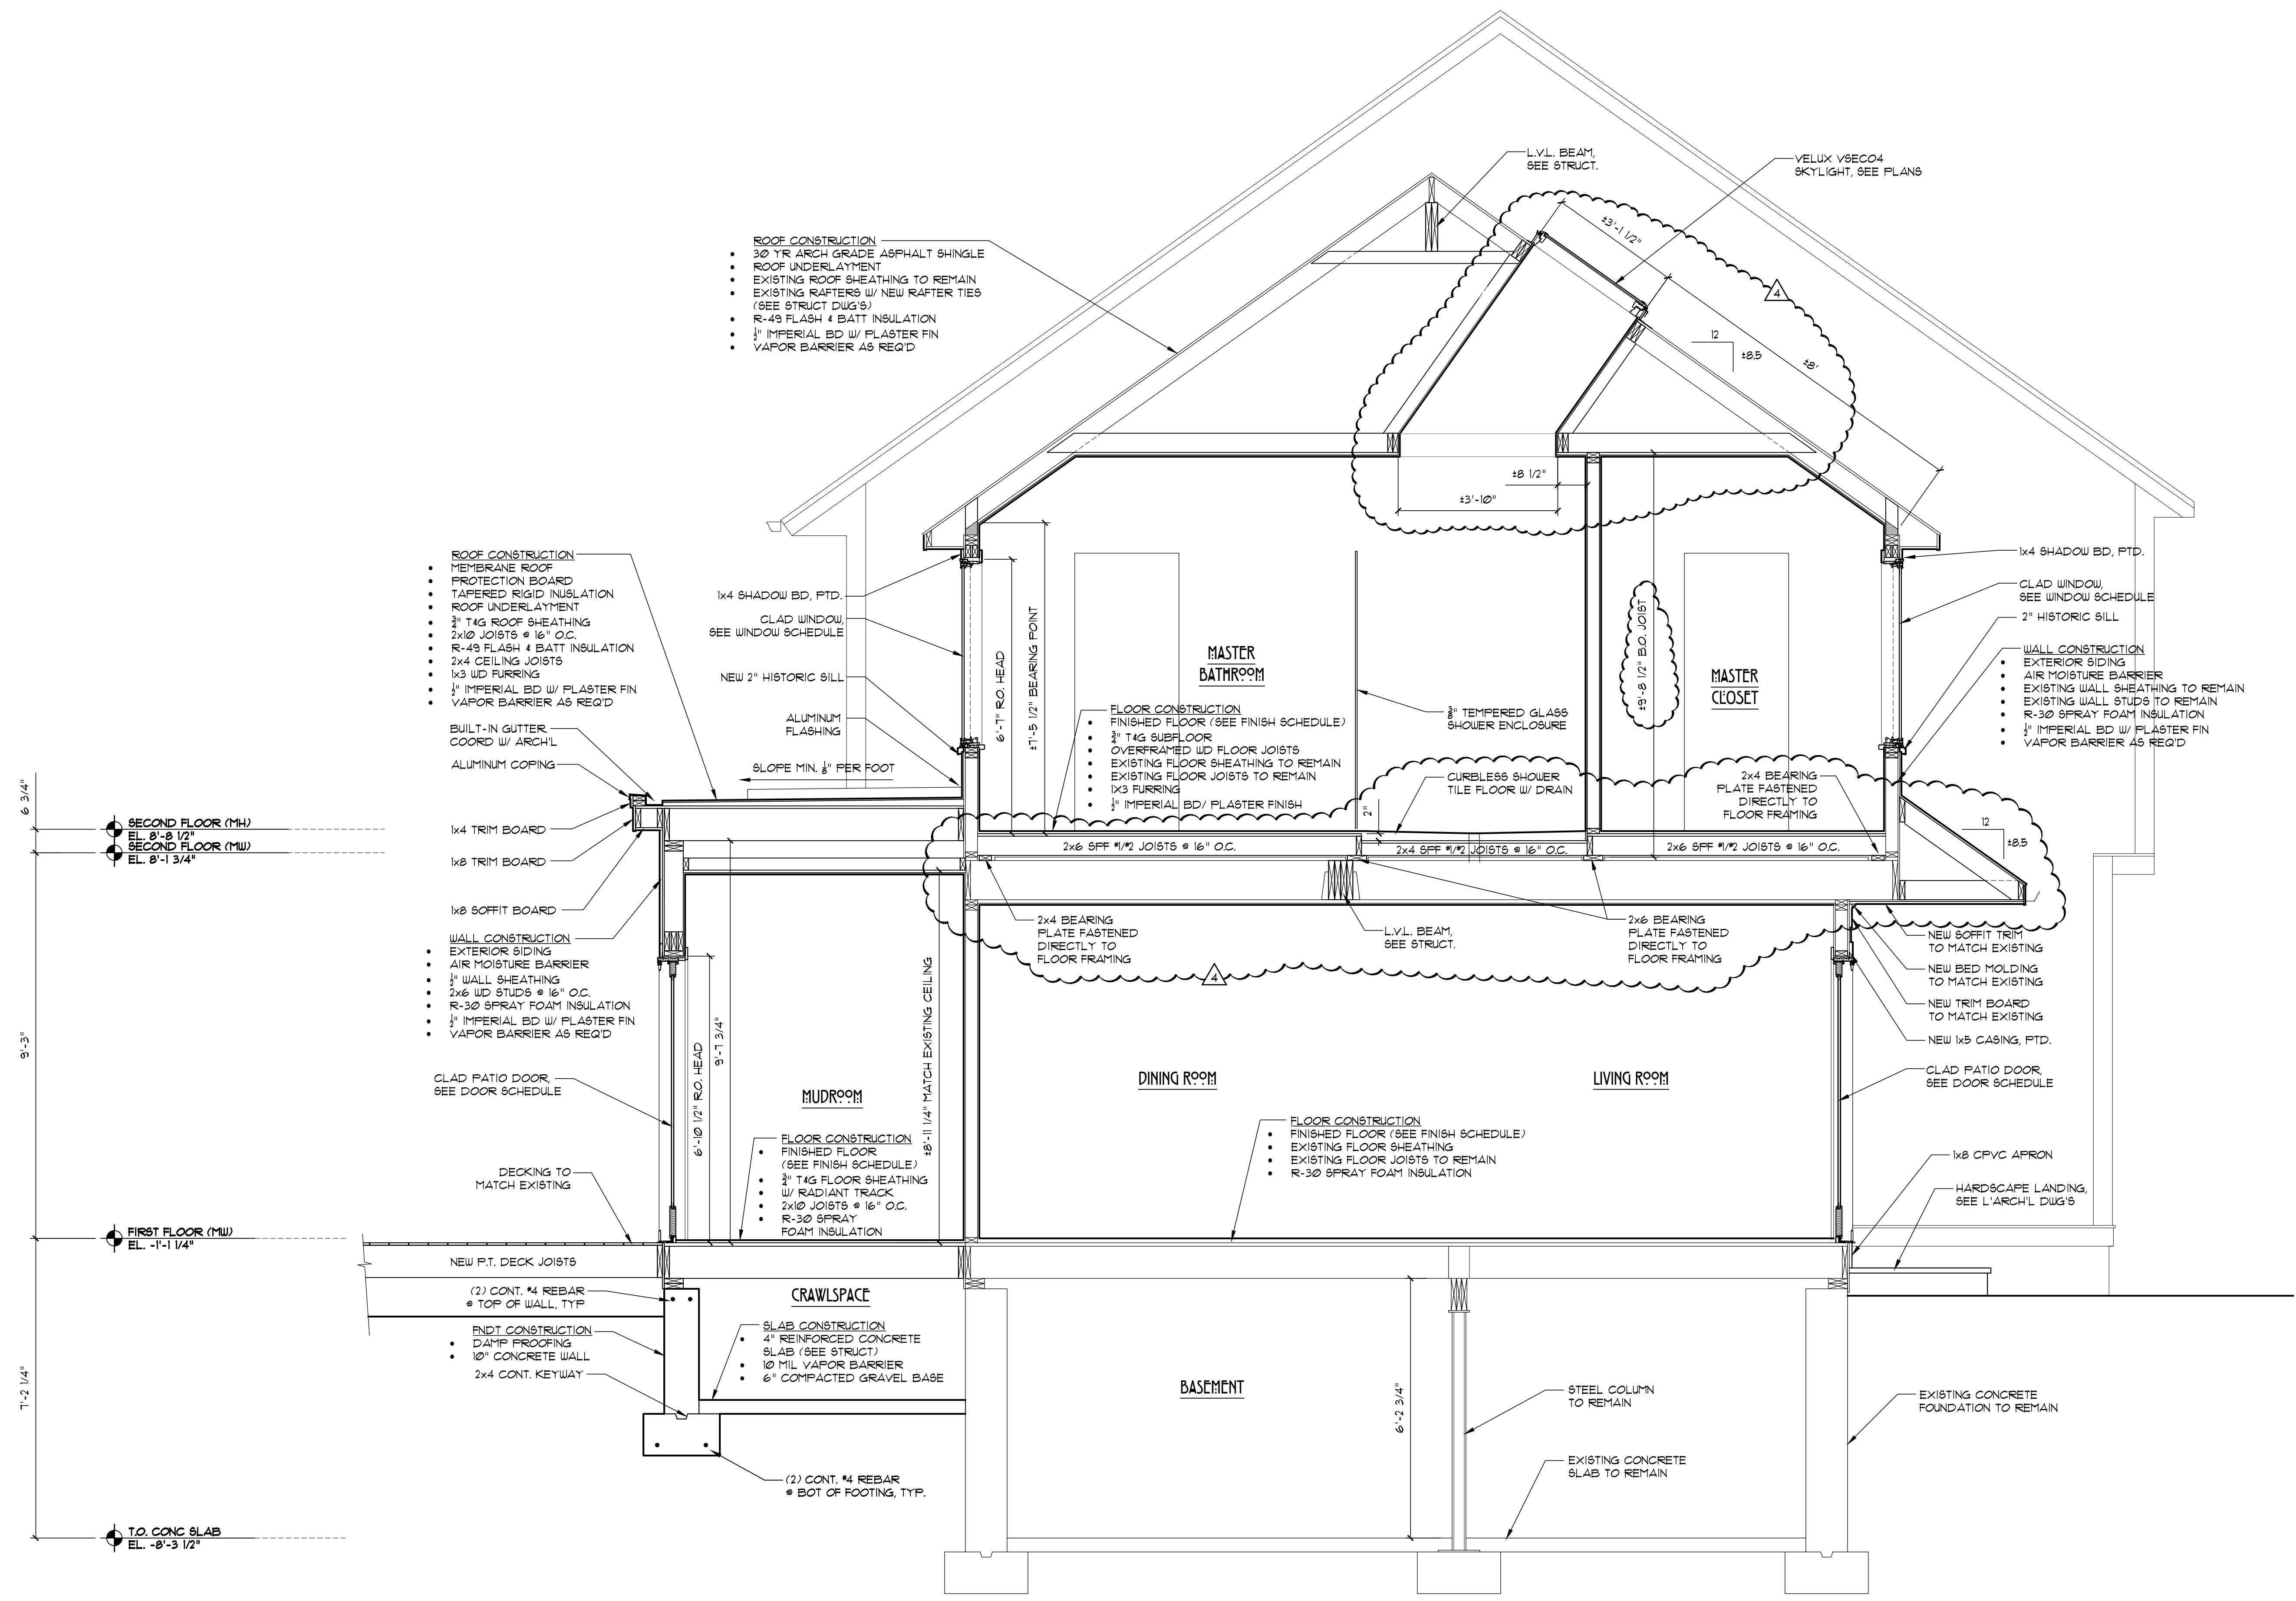 L.V.L. BEAM,
SEE STRUCT.
VELUX VSECO4
SKYLIGHT, SEE PLANS
±3'-1 1/2"
4
12
±8.5
±8'
ROOF CONSTRUCTION
• 30 YR ARCH GRADE ASPHALT SHINGLE
• ROOF UNDERLAYMENT
• EXISTING ROOF SHEATHING TO REMAIN
• EXISTING RAFTERS W/ NEW RAFTER TIES
(SEE STRUCT DWG'S)
• R-49 FLASH & BATT INSULATION
• ½" IMPERIAL BD W/ PLASTER FIN
• VAPOR BARRIER AS REQ'D
±8 1/2"
±3'-10"
ROOF CONSTRUCTION
• MEMBRANE ROOF
• PROTECTION BOARD
• TAPERED RIGID INUSLATION
• ROOF UNDERLAYMENT
• ¾" T&G ROOF SHEATHING
• 2x10 JOISTS @ 16" O.C.
• R-49 FLASH & BATT INSULATION
• 2x4 CEILING JOISTS
• 1x3 WD FURRING
• ½" IMPERIAL BD W/ PLASTER FIN
• VAPOR BARRIER AS REQ'D
BUILT-IN GUTTER
COORD W/ ARCH'L
ALUMINUM COPING
1x4 TRIM BOARD
1x8 TRIM BOARD
1x8 SOFFIT BOARD
WALL CONSTRUCTION
• EXTERIOR SIDING
• AIR MOISTURE BARRIER
• ½" WALL SHEATHING
• 2x6 WD STUDS @ 16" O.C.
• R-30 SPRAY FOAM INSULATION
• ½" IMPERIAL BD W/ PLASTER FIN
• VAPOR BARRIER AS REQ'D
CLAD PATIO DOOR,
SEE DOOR SCHEDULE
DECKING TO
MATCH EXISTING
1x4 SHADOW BD, PTD.
CLAD WINDOW,
SEE WINDOW SCHEDULE
NEW 2" HISTORIC SILL
ALUMINUM
FLASHING
SLOPE MIN. ⅛" PER FOOT
6'-7" R.O. HEAD
±7'-5 1/2" BEARING POINT
MASTER
BATHROOM
FLOOR CONSTRUCTION
• FINISHED FLOOR (SEE FINISH SCHEDULE)
• ¾" T&G SUBFLOOR
• OVERFRAMED WD FLOOR JOISTS
• EXISTING FLOOR SHEATHING TO REMAIN
• EXISTING FLOOR JOISTS TO REMAIN
• 1X3 FURRING
• ½" IMPERIAL BD/ PLASTER FINISH
⅜" TEMPERED GLASS
SHOWER ENCLOSURE
CURBLESS SHOWER
TILE FLOOR W/ DRAIN
2"
±9'-8 1/2" B.O. JOIST
MASTER
CLOSET
2x4 BEARING
PLATE FASTENED
DIRECTLY TO
FLOOR FRAMING
1x4 SHADOW BD, PTD.
CLAD WINDOW,
SEE WINDOW SCHEDULE
2" HISTORIC SILL
WALL CONSTRUCTION
• EXTERIOR SIDING
• AIR MOISTURE BARRIER
• EXISTING WALL SHEATHING TO REMAIN
• EXISTING WALL STUDS TO REMAIN
• R-30 SPRAY FOAM INSULATION
• ½" IMPERIAL BD W/ PLASTER FIN
• VAPOR BARRIER AS REQ'D
12
±8.5
2x6 SPF #1/#2 JOISTS @ 16" O.C.
2x4 SPF #1/#2 JOISTS @ 16" O.C.
2x6 SPF #1/#2 JOISTS @ 16" O.C.
2x4 BEARING
PLATE FASTENED
DIRECTLY TO
FLOOR FRAMING
L.V.L. BEAM,
SEE STRUCT.
2x6 BEARING
PLATE FASTENED
DIRECTLY TO
FLOOR FRAMING
4
NEW SOFFIT TRIM
TO MATCH EXISTING
NEW BED MOLDING
TO MATCH EXISTING
NEW TRIM BOARD
TO MATCH EXISTING
NEW 1x5 CASING, PTD.
CLAD PATIO DOOR,
SEE DOOR SCHEDULE
1x8 CPVC APRON
HARDSCAPE LANDING,
SEE L'ARCH'L DWG'S
6 3/4"
SECOND FLOOR (MH)
EL. 8'-8 1/2"
SECOND FLOOR (MW)
EL. 8'-1 3/4"
9'-3"
FIRST FLOOR (MW)
EL. -1'-1 1/4"
7'-2 1/4"
T.O. CONC SLAB
EL. -8'-3 1/2"
6'-10 1/2" R.O. HEAD
9'-7 3/4"
±8'-11 1/4" MATCH EXISTING CEILING
MUDROOM
FLOOR CONSTRUCTION
• FINISHED FLOOR
(SEE FINISH SCHEDULE)
• ¾" T&G FLOOR SHEATHING
• W/ RADIANT TRACK
• 2x10 JOISTS @ 16" O.C.
• R-30 SPRAY
FOAM INSULATION
DINING ROOM
LIVING ROOM
FLOOR CONSTRUCTION
• FINISHED FLOOR (SEE FINISH SCHEDULE)
• EXISTING FLOOR SHEATHING
• EXISTING FLOOR JOISTS TO REMAIN
• R-30 SPRAY FOAM INSULATION
NEW P.T. DECK JOISTS
(2) CONT. #4 REBAR
@ TOP OF WALL, TYP
FNDT CONSTRUCTION
• DAMP PROOFING
• 10" CONCRETE WALL
2x4 CONT. KEYWAY
CRAWLSPACE
SLAB CONSTRUCTION
• 4" REINFORCED CONCRETE
SLAB (SEE STRUCT)
• 10 MIL VAPOR BARRIER
• 6" COMPACTED GRAVEL BASE
(2) CONT. #4 REBAR
@ BOT OF FOOTING, TYP.
BASEMENT
6'-2 3/4"
STEEL COLUMN
TO REMAIN
EXISTING CONCRETE
SLAB TO REMAIN
EXISTING CONCRETE
FOUNDATION TO REMAIN